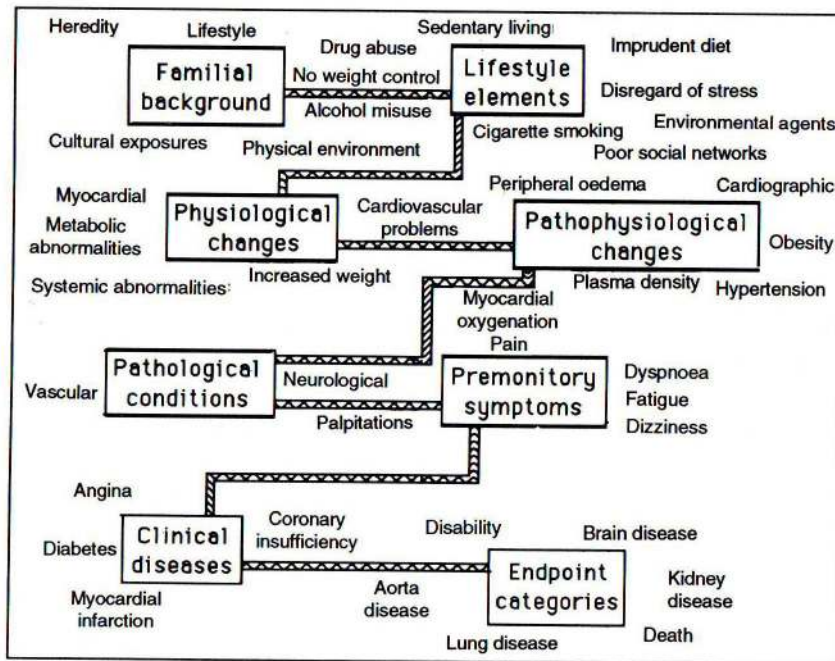 Heredity
Lifestyle
Sedentary living:
Drug abuse
Imprudent diet
Familial
background
No weight control
Lifestyle
elements
Alcohol misuse
Disregard of stress
Cigarette smoking
Environmental agents
Cultural exposures
Physical environment
Poor social networks
Myocardial
Peripheral oedema
Cardiographic
Metabolic
abnormalities
Physiological
changes
Cardiovascular
problems
Pathophysiological
changes
Obesity
Systemic abnormalities:
Increased weight
Plasma density
Hypertension
Myocardial
oxygenation
Pain
Vascular
Pathological
conditions
Neurological
Palpitations
Premonitory
symptoms
Dyspnoea
Fatigue
Dizziness
Angina
Diabetes
Clinical
diseases
Coronary
insufficiency
Disability
Brain disease
Myocardial
infarction
Aorta
disease
Endpoint
categories
Kidney
disease
Lung disease
Death